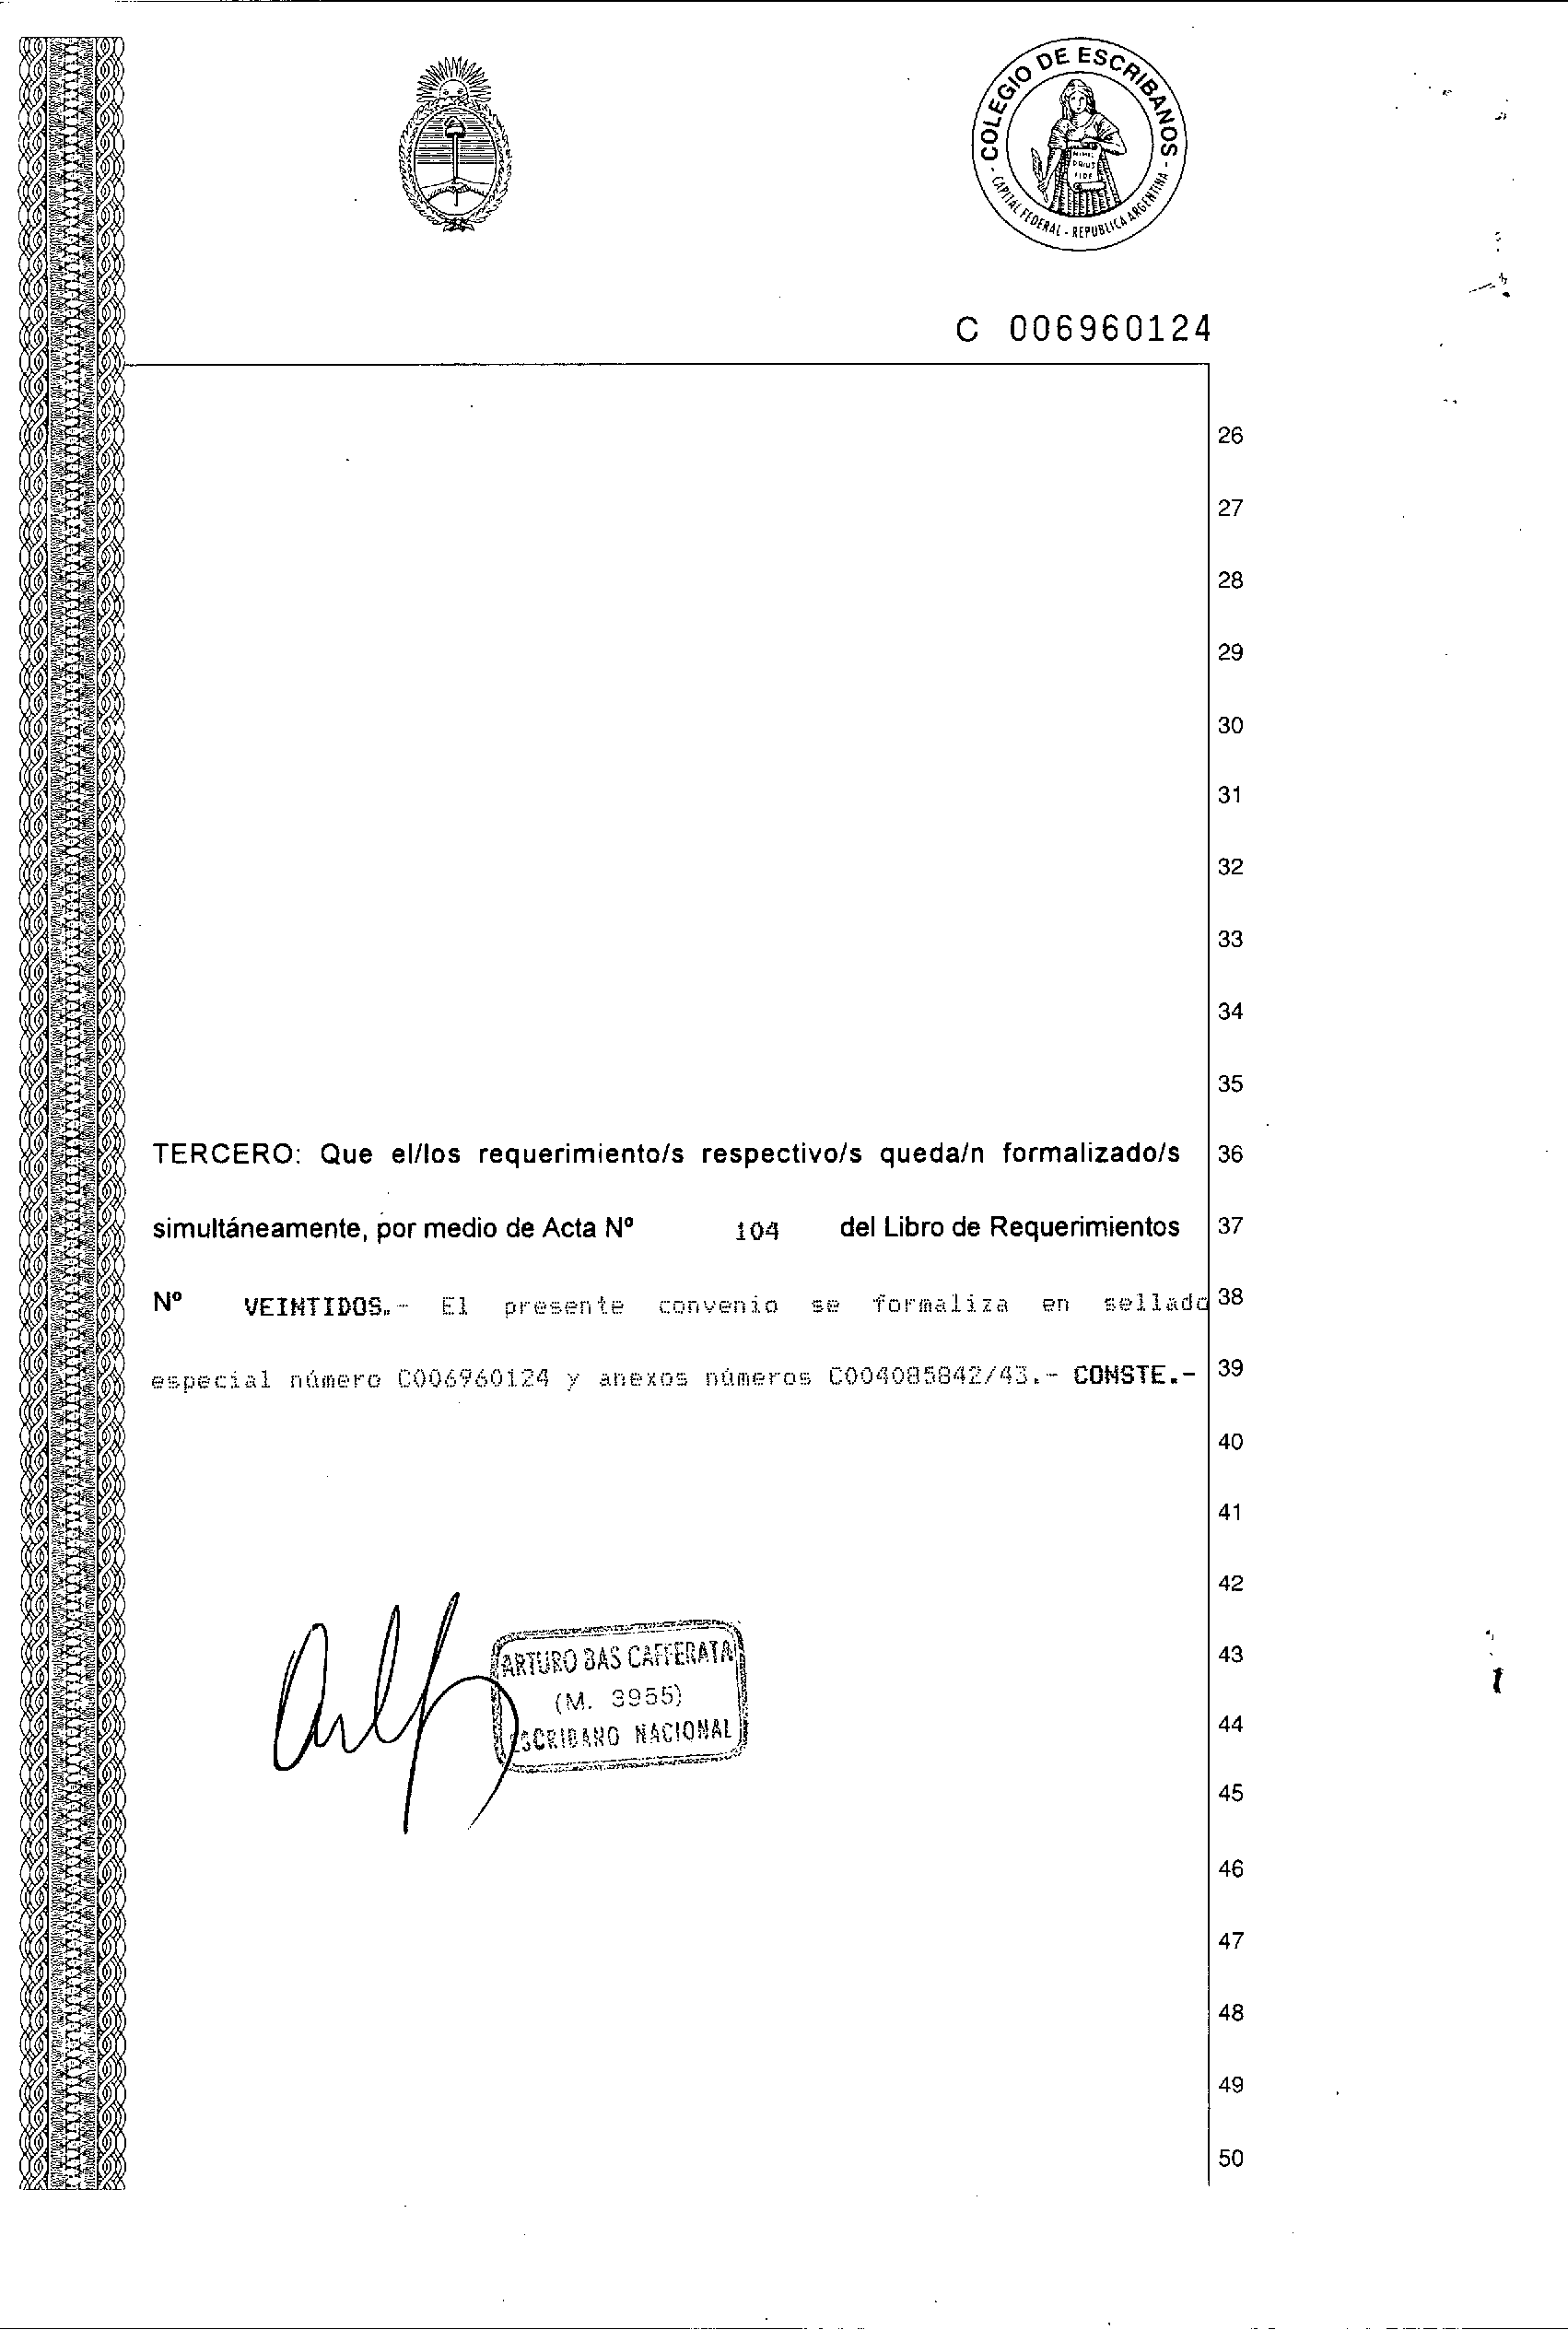 COLEGIO DE ESCRIBANOS
- CAPITAL FEDERAL - REPUBLICA ARGENTINA -
C 006960124
26
27
28
29
30
31
32
33
34
35
TERCERO: Que el/los requerimiento/s respectivo/s queda/n formalizado/s 36
simultáneamente, por medio de Acta Nº 104 del Libro de Requerimientos 37
Nº VEINTIDOS.- El presente convenio se formaliza en sellado 38
especial número C006960124 y anexos números C004085842/43.- CONSTE.- 39
40
41
42
ARTURO BAS CAFFERATA 43
(M. 3955)
ESCRIBANO NACIONAL 44
45
46
47
48
49
50